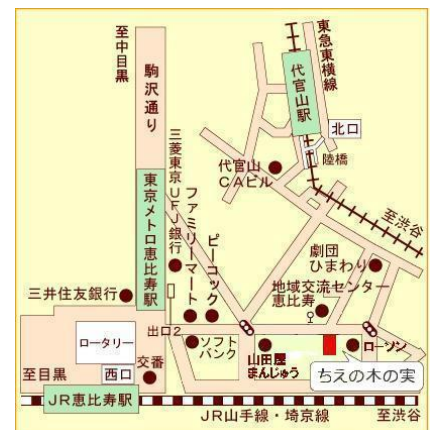 至中目黒
駒沢通り
東急東横線
代官山駅
北口
陸橋
代官山
CAビル
三菱東京UFJ銀行
ファミリーマート
ピーコック
東京メトロ恵比寿駅
至渋谷
劇団
ひまわり
地域交流センター
恵比寿
三井住友銀行
出口2
ロータリー
ソフト
バンク
山田屋
まんじゅう
ローソン
ちえの木の実
至目黒
西口
交番
JR恵比寿駅
JR山手線・埼京線
至渋谷